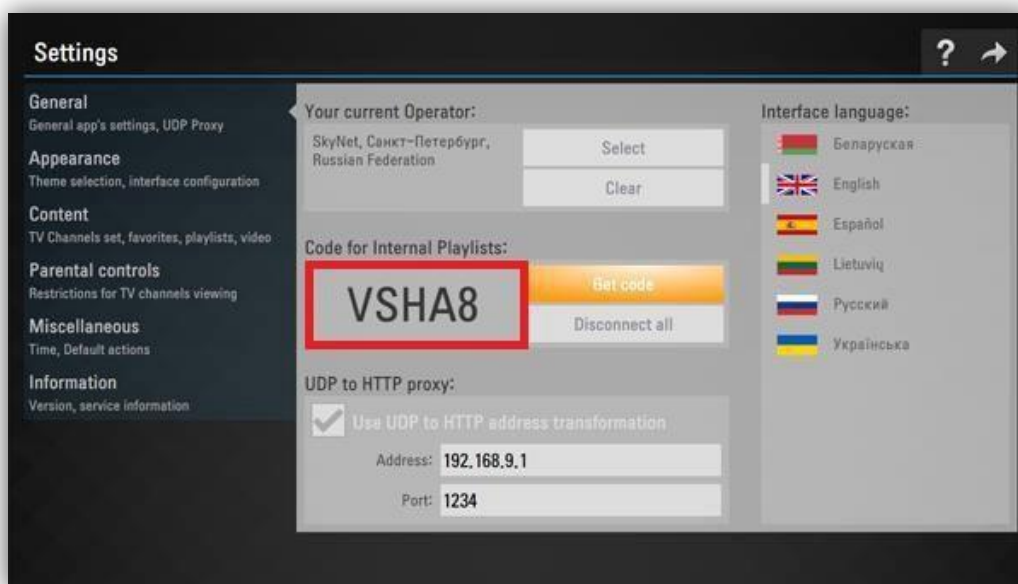 Settings
?
General
General app's settings, UDP Proxy
Appearance
Theme selection, interface configuration
Content
TV Channels set, favorites, playlists, video
Parental controls
Restrictions for TV channels viewing
Miscellaneous
Time, Default actions
Information
Version, service information
Your current Operator:
SkyNet, Санкт-Петербург,
Russian Federation
Select
Clear
Code for Internal Playlists:
VSHA8
Get code
Disconnect all
UDP to HTTP proxy:
Use UDP to HTTP address transformation
Address: 192.168.9.1
Port: 1234
Interface language:
Беларуская
English
Español
Lietuvių
Русский
Українська